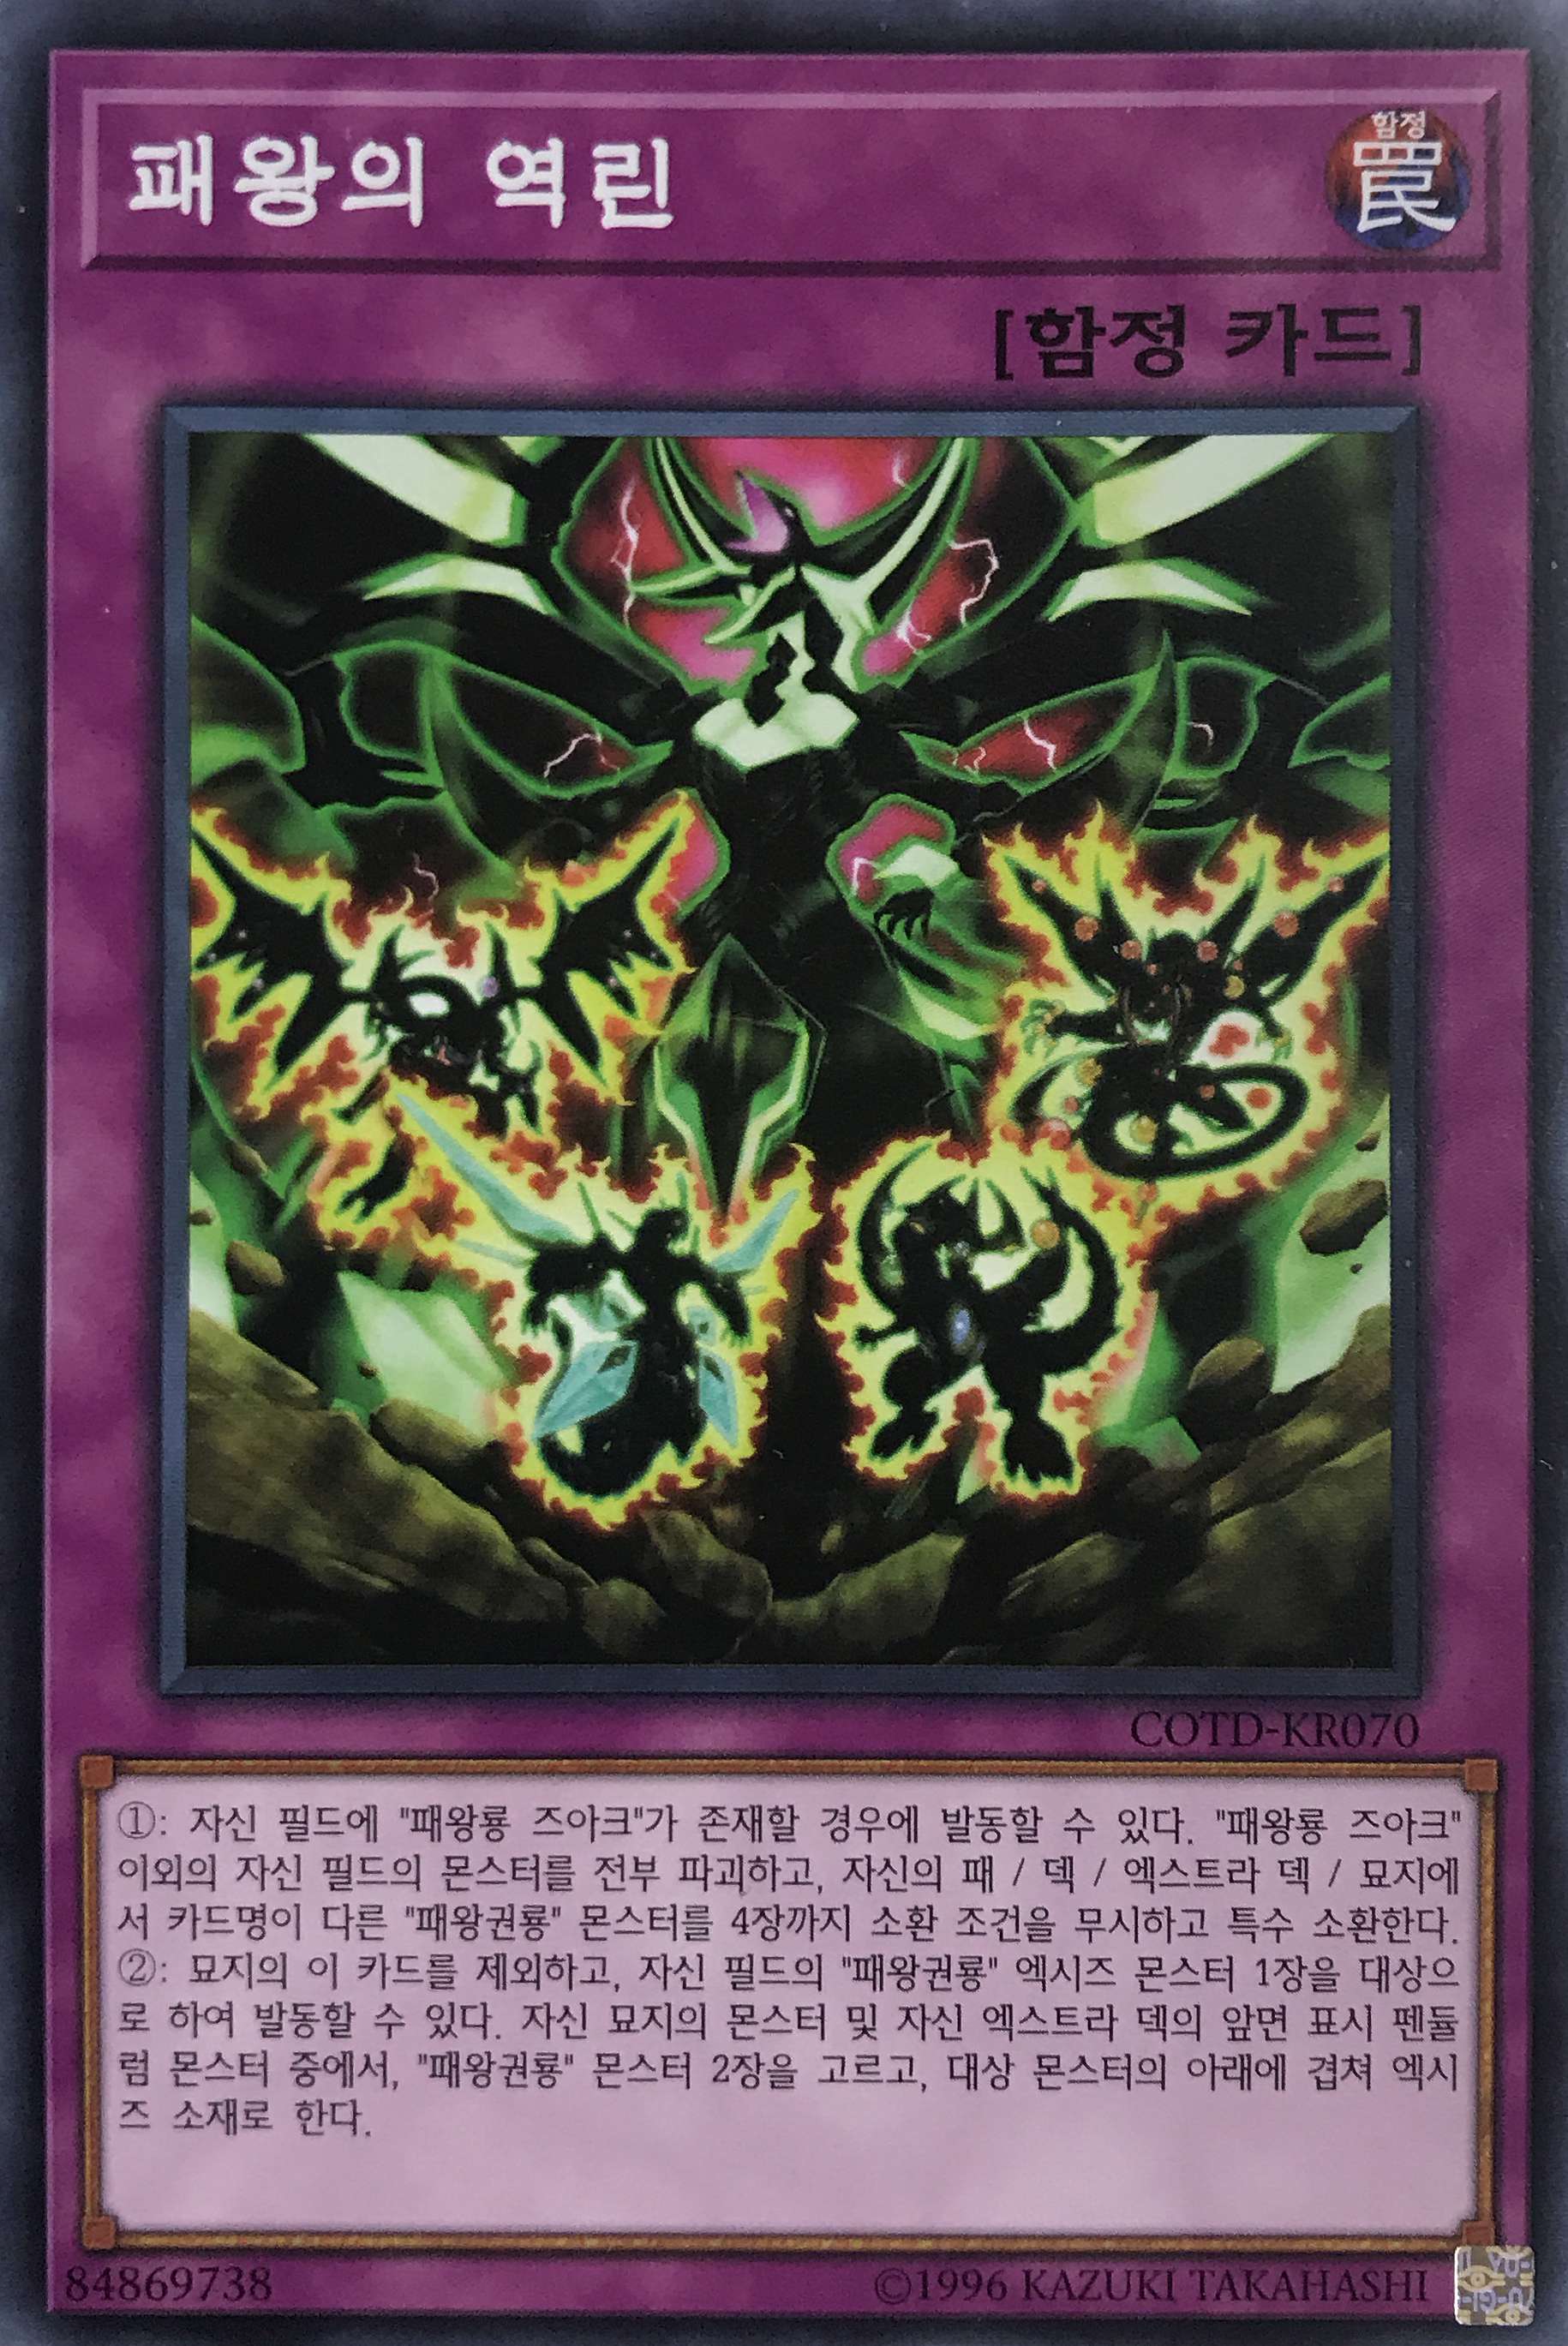 패왕의 역린
함정
罠
[함정 카드]
COTD-KR070
①: 자신 필드에 "패왕룡 즈아크"가 존재할 경우에 발동할 수 있다. "패왕룡 즈아크"
이외의 자신 필드의 몬스터를 전부 파괴하고, 자신의 패 / 덱 / 엑스트라 덱 / 묘지에
서 카드명이 다른 "패왕권룡" 몬스터를 4장까지 소환 조건을 무시하고 특수 소환한다.
②: 묘지의 이 카드를 제외하고, 자신 필드의 "패왕권룡" 엑시즈 몬스터 1장을 대상으
로 하여 발동할 수 있다. 자신 묘지의 몬스터 및 자신 엑스트라 덱의 앞면 표시 펜듈
럼 몬스터 중에서, "패왕권룡" 몬스터 2장을 고르고, 대상 몬스터의 아래에 겹쳐 엑시
즈 소재로 한다.
84869738
©1996 KAZUKI TAKAHASHI